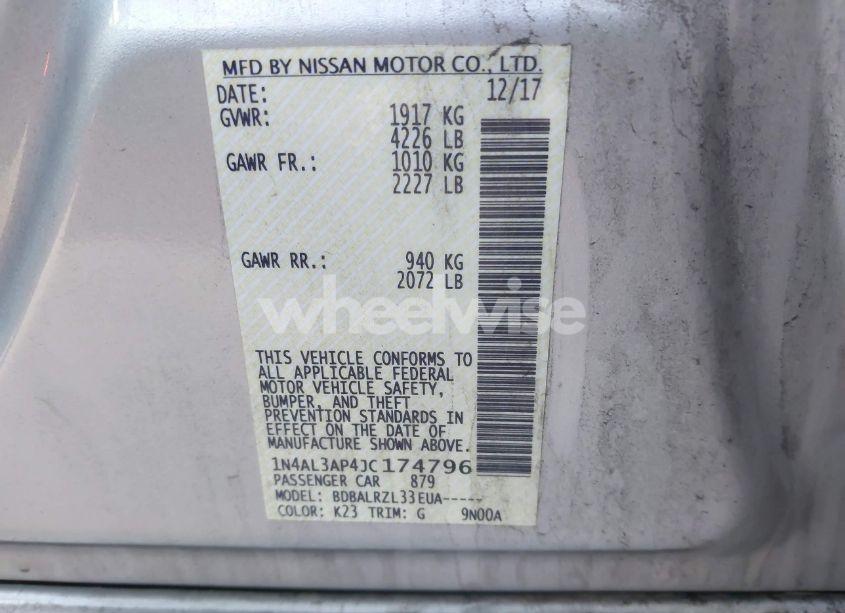 MFD BY NISSAN MOTOR CO., LTD.
DATE: 12/17
GVWR: 1917 KG
4226 LB
GAWR FR.: 1010 KG
2227 LB
GAWR RR.: 940 KG
2072 LB
wheelwise
THIS VEHICLE CONFORMS TO
ALL APPLICABLE FEDERAL
MOTOR VEHICLE SAFETY,
BUMPER, AND THEFT
PREVENTION STANDARDS IN
EFFECT ON THE DATE OF
MANUFACTURE SHOWN ABOVE.
1N4AL3AP4JC174796
PASSENGER CAR 879
MODEL: BDBALRZL33EUA-----
COLOR: K23 TRIM: G 9N00A